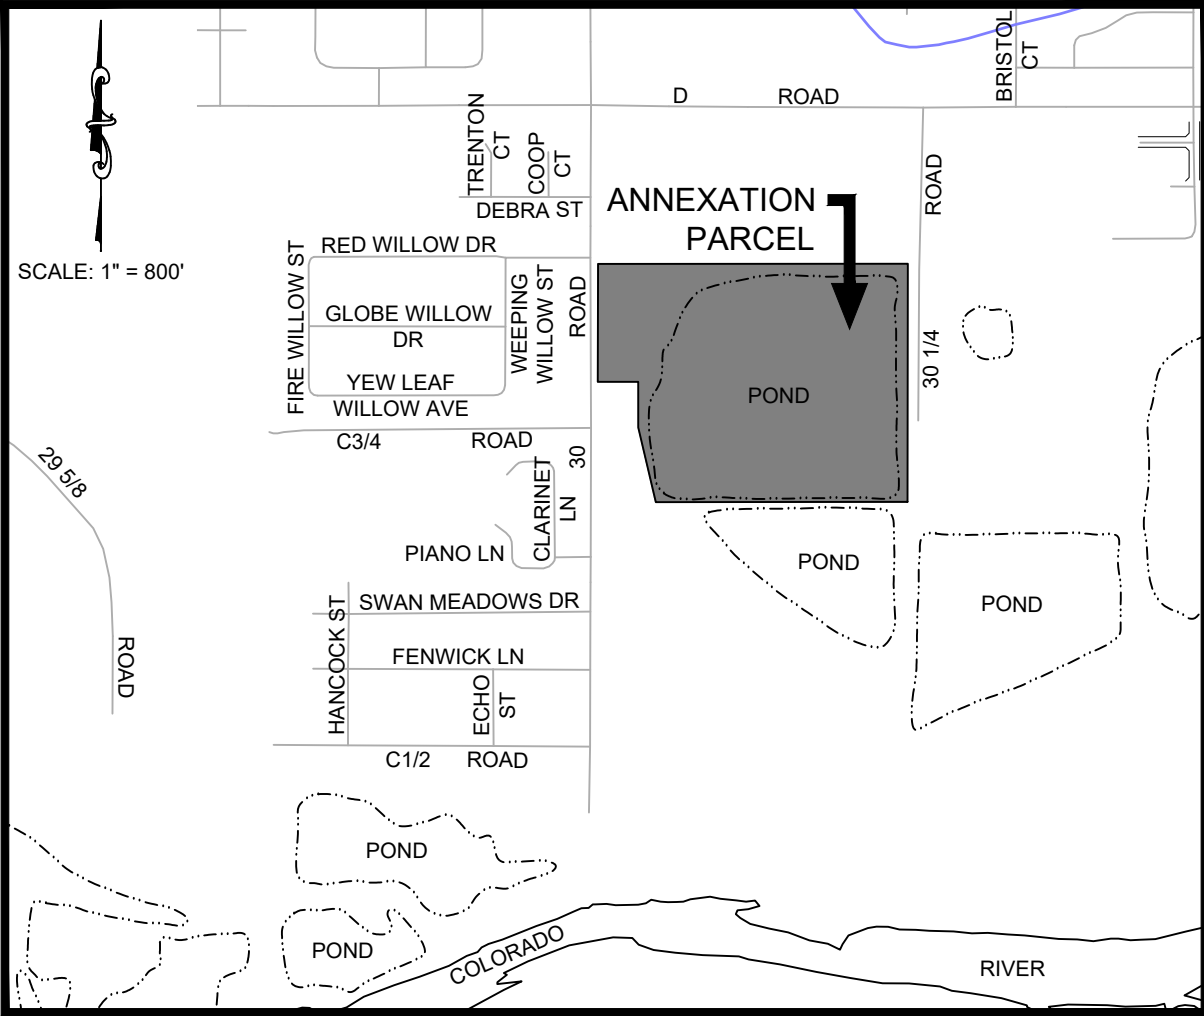 BRISTOL
CT
D ROAD
TRENTON
CT
COOP
CT
ROAD
DEBRA ST
ANNEXATION
PARCEL
SCALE: 1" = 800'
FIRE WILLOW ST
RED WILLOW DR
GLOBE WILLOW
DR
YEW LEAF
WILLOW AVE
WEEPING
WILLOW ST
ROAD
30
30 1/4
POND
C3/4 ROAD
29 5/8
ROAD
CLARINET
LN
PIANO LN
POND
POND
SWAN MEADOWS DR
HANCOCK ST
FENWICK LN
ECHO
ST
C1/2 ROAD
POND
POND
COLORADO
RIVER